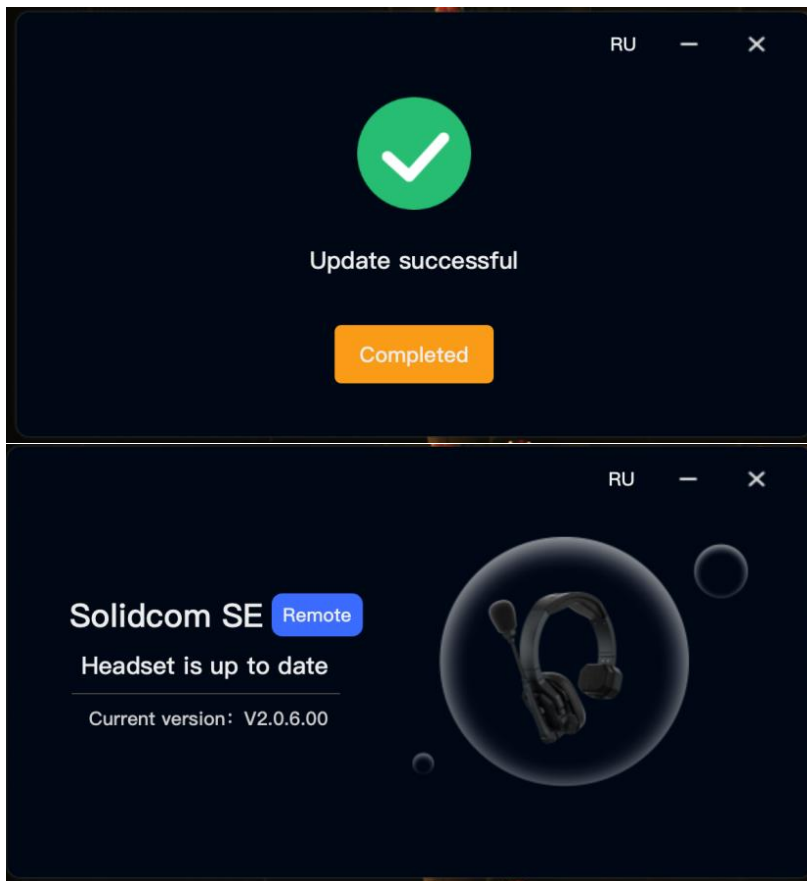 RU
Update successful
Completed
RU
Solidcom SE Remote
Headset is up to date
Current version: V2.0.6.00